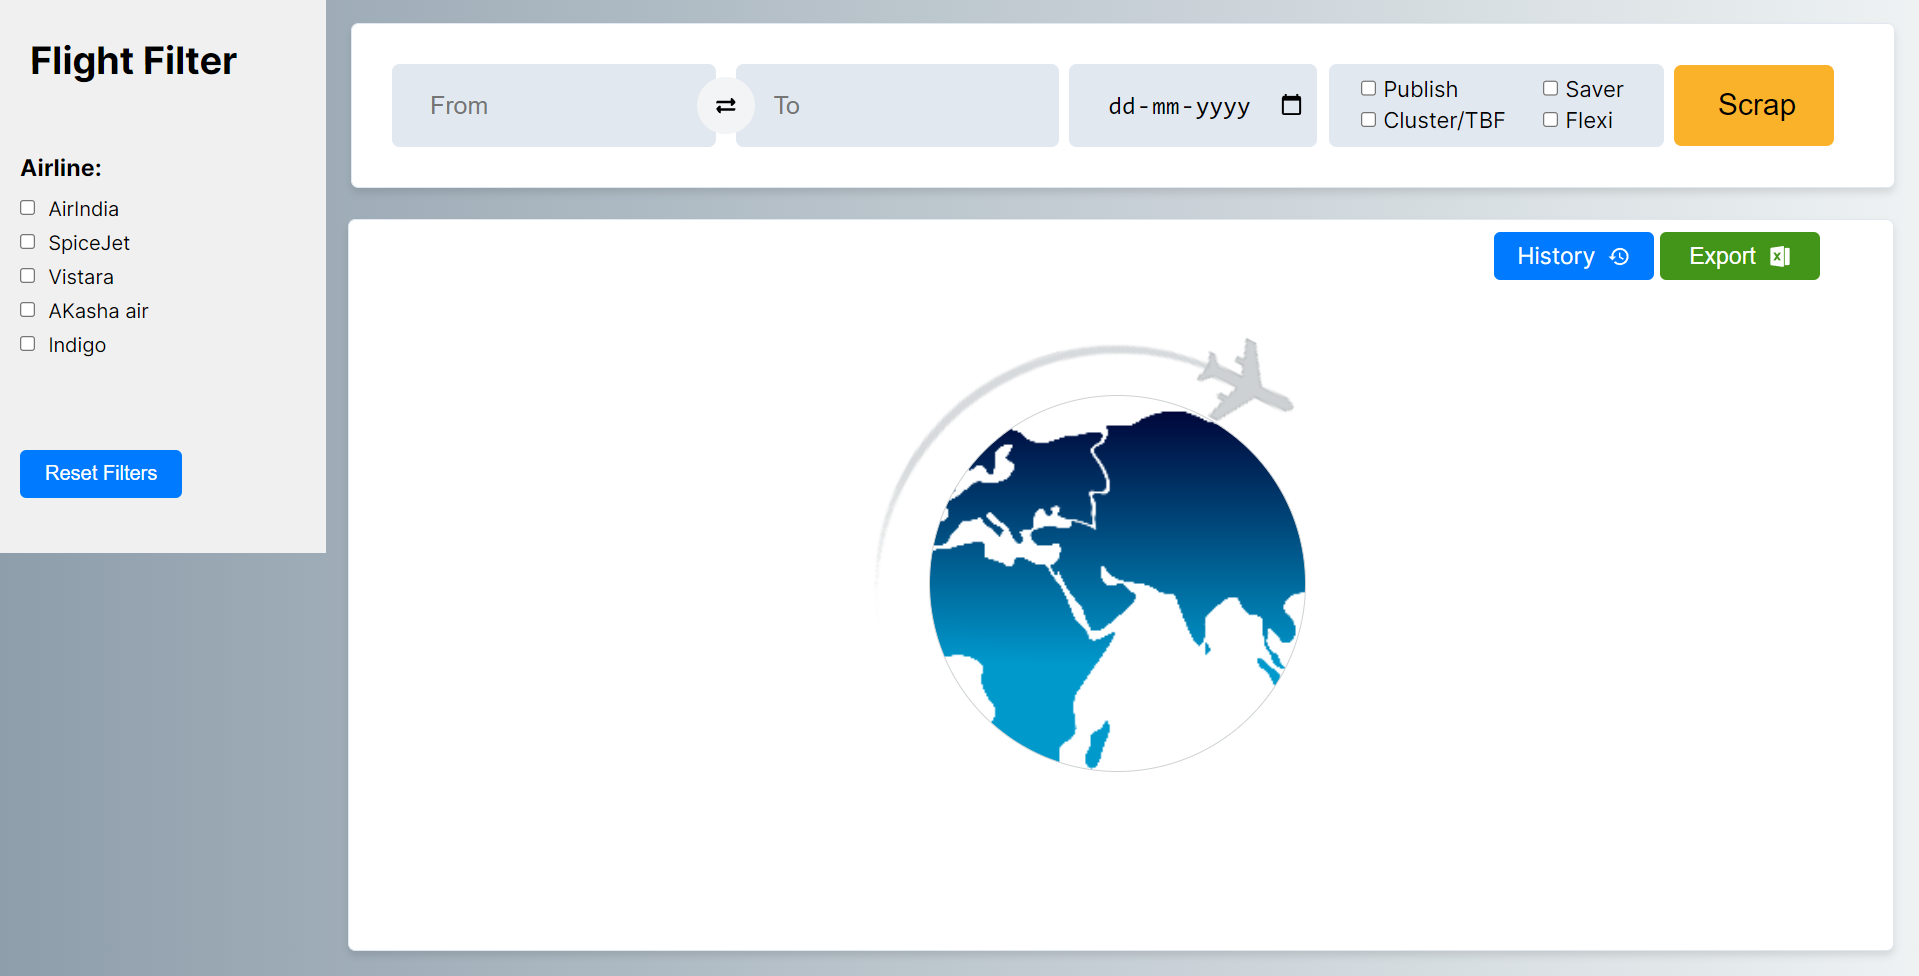 Flight Filter
Airline:
AirIndia
SpiceJet
Vistara
AKasha air
Indigo
Reset Filters
From
To
dd-mm-yyyy
Publish
Saver
Cluster/TBF
Flexi
Scrap
History
Export